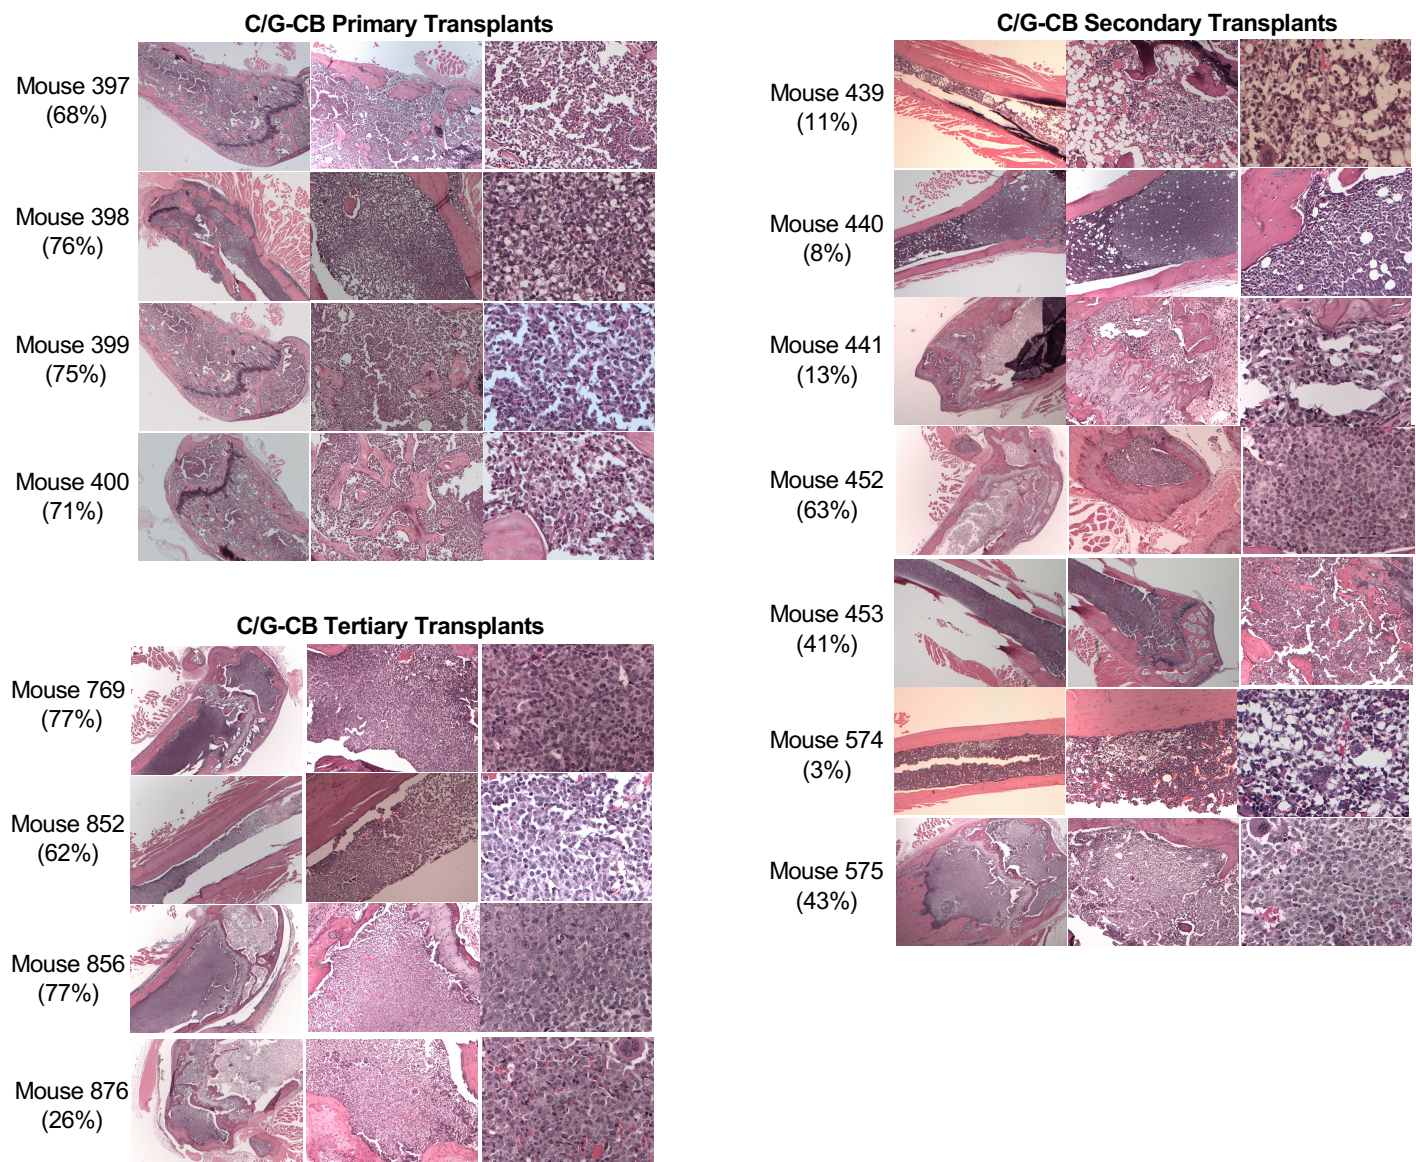 C/G-CB Primary Transplants
Mouse 397
(68%)
Mouse 398
(76%)
Mouse 399
(75%)
Mouse 400
(71%)
C/G-CB Tertiary Transplants
Mouse 769
(77%)
Mouse 852
(62%)
Mouse 856
(77%)
Mouse 876
(26%)
C/G-CB Secondary Transplants
Mouse 439
(11%)
Mouse 440
(8%)
Mouse 441
(13%)
Mouse 452
(63%)
Mouse 453
(41%)
Mouse 574
(3%)
Mouse 575
(43%)